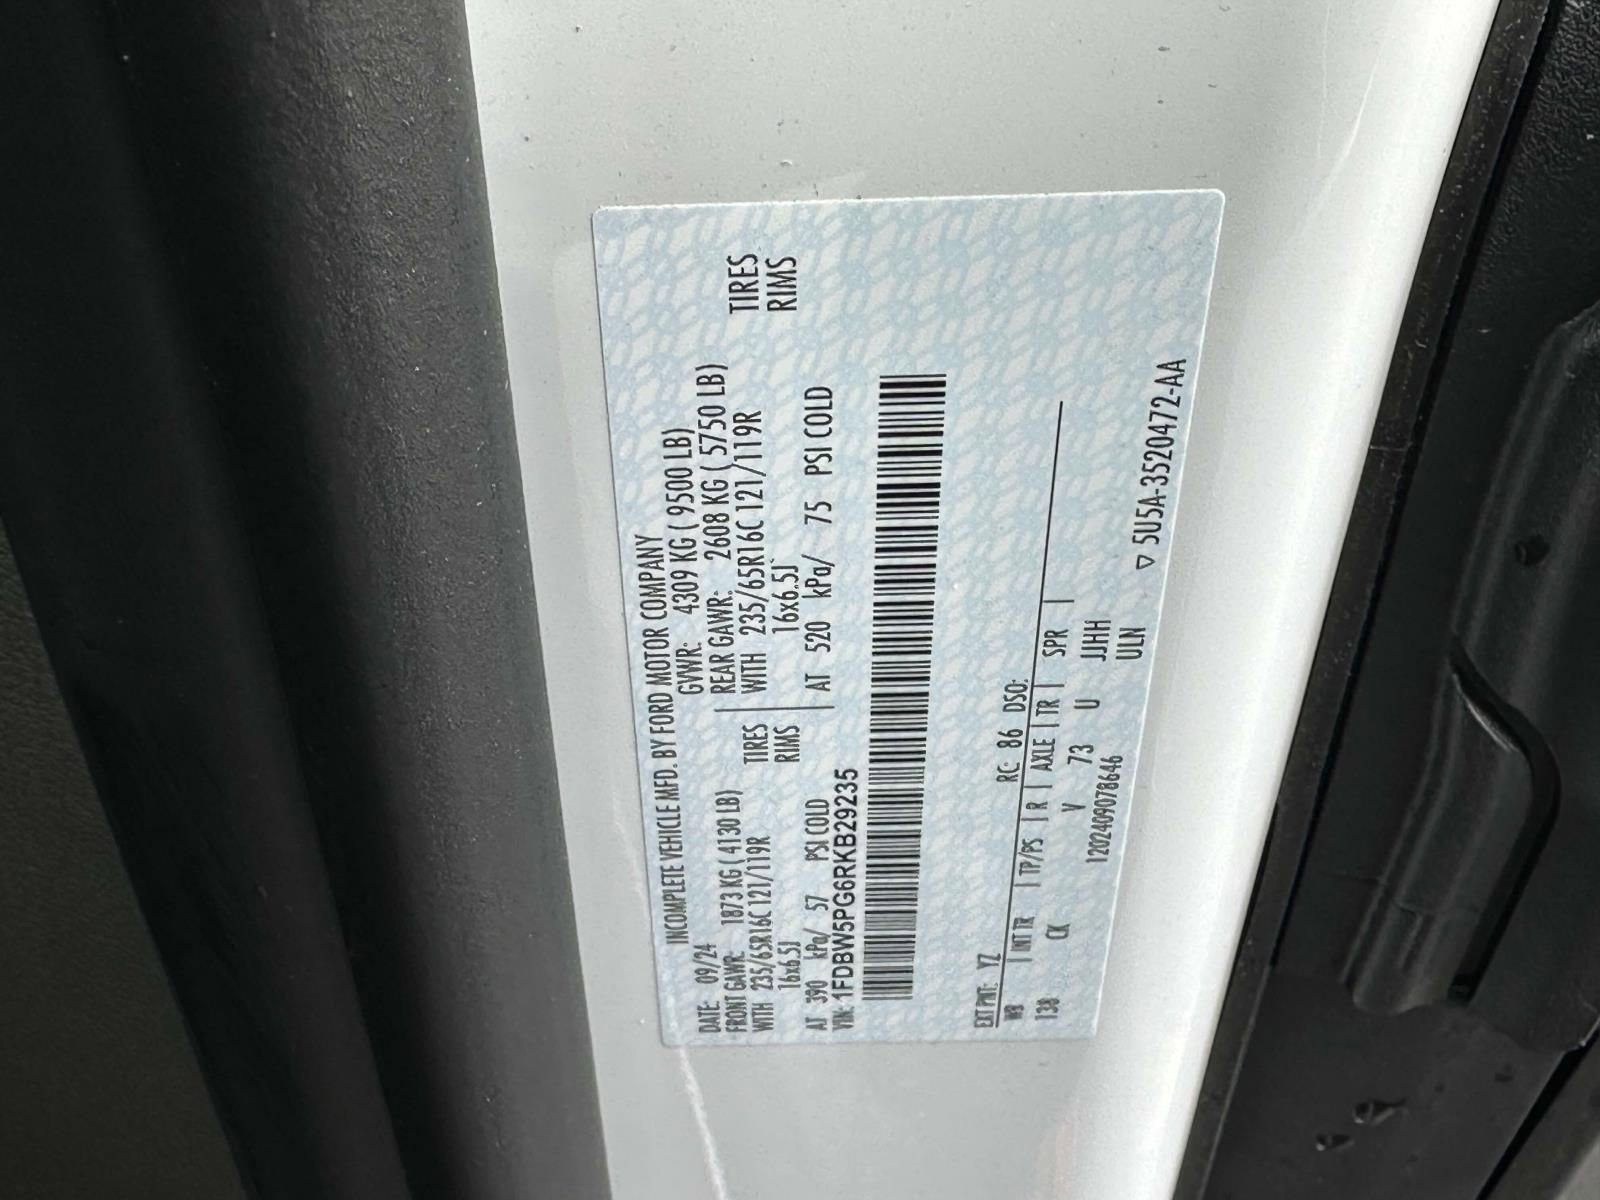 INCOMPLETE VEHICLE MFD. BY FORD MOTOR COMPANY
DATE: 09/24 GVWR: 4309 KG ( 9500 LB)
FRONT GAWR: 1873 KG ( 4130 LB) REAR GAWR: 2608 KG ( 5750 LB)
WITH 235/65R16C 121/119R TIRES WITH 235/65R16C 121/119R TIRES
16x6.5J RIMS 16x6.5J RIMS
AT 390 kPa/ 57 PSI COLD AT 520 kPa/ 75 PSI COLD
VIN: 1FDBW5PG6RKB29235
EXT PNT: YZ RC: 86 DSO:
WB | INT TR | TP/PS | R | AXLE | TR | SPR |
138 CK V 73 U JJHH
1202409078646 ULN
▽ 5U5A-3520472-AA